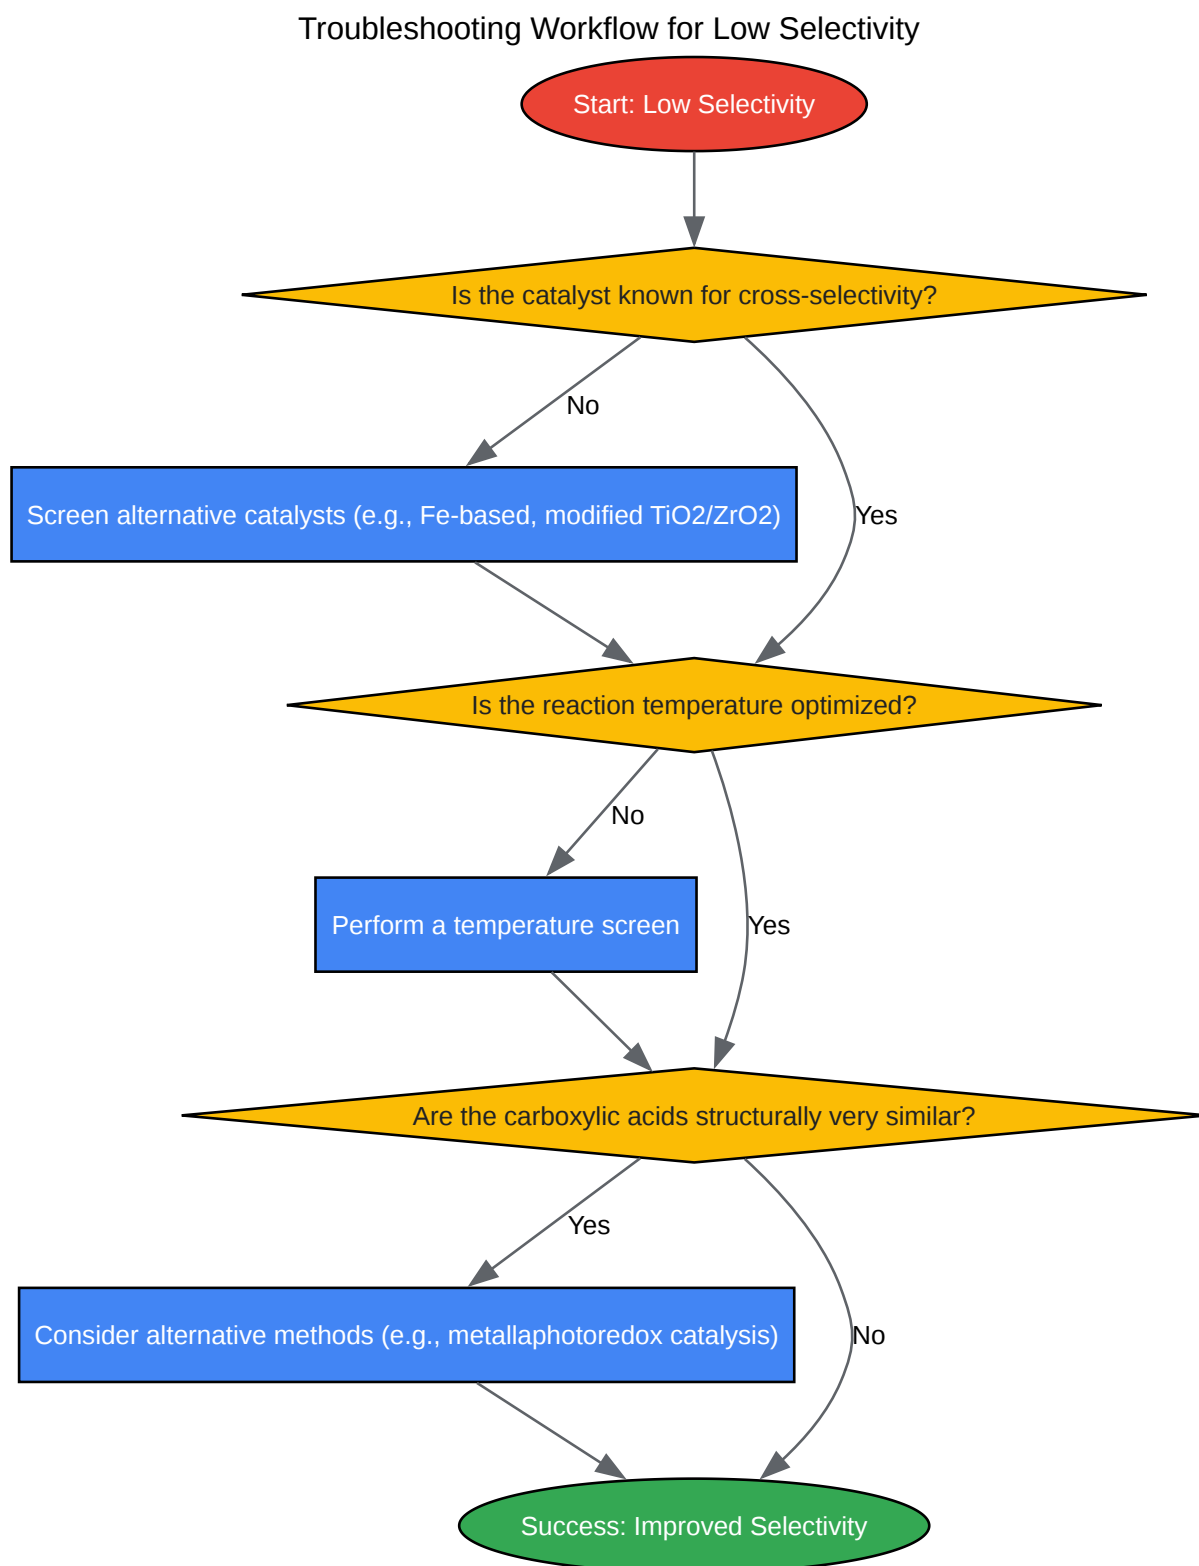 Troubleshooting Workflow for Low Selectivity
Start: Low Selectivity
Is the catalyst known for cross-selectivity?
No
Screen alternative catalysts (e.g., Fe-based, modified TiO2/ZrO2)
Yes
Is the reaction temperature optimized?
No
Perform a temperature screen
Yes
Are the carboxylic acids structurally very similar?
Yes
Consider alternative methods (e.g., metallaphotoredox catalysis)
No
Success: Improved Selectivity